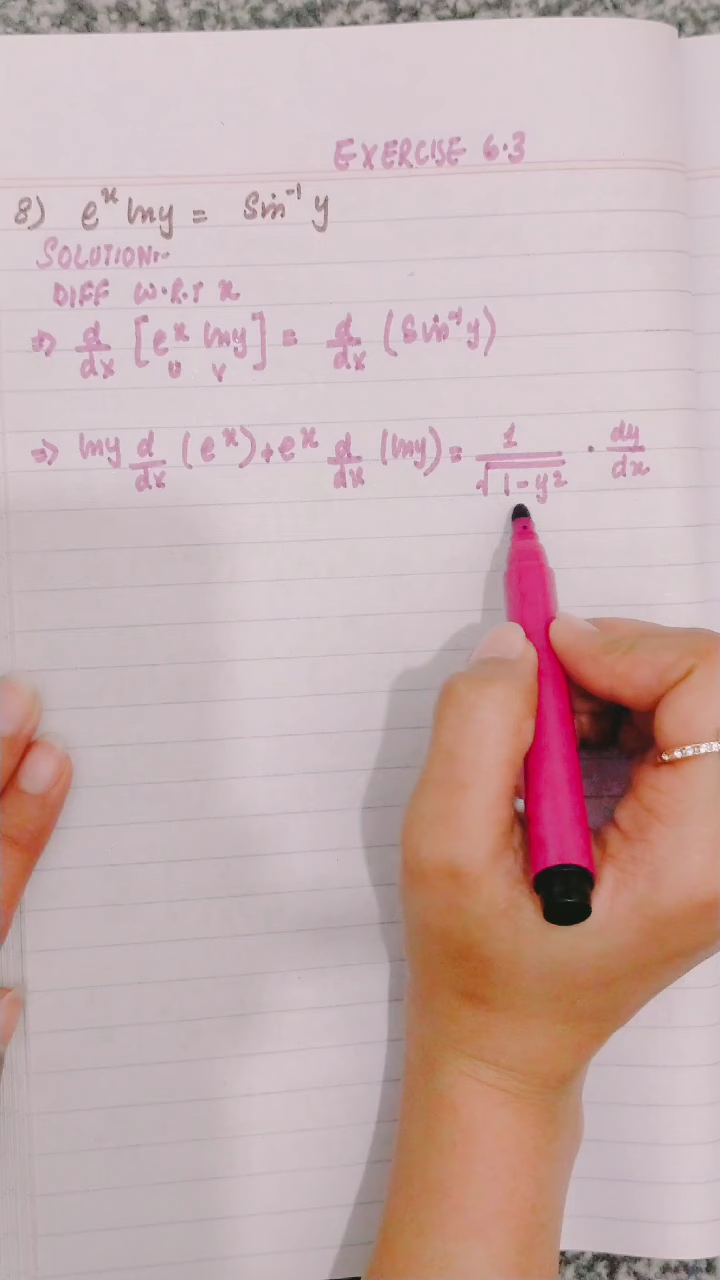 EXERCISE 6.3
8) eˣ lny = Sin⁻¹ y
SOLUTION:-
DIFF W.R.T x
⇒ d/dx [eˣ lny] = d/dx (Sin⁻¹y)
U V
⇒ lny d/dx (eˣ) + eˣ d/dx (lny) = 1/√(1-y²) · dy/dx